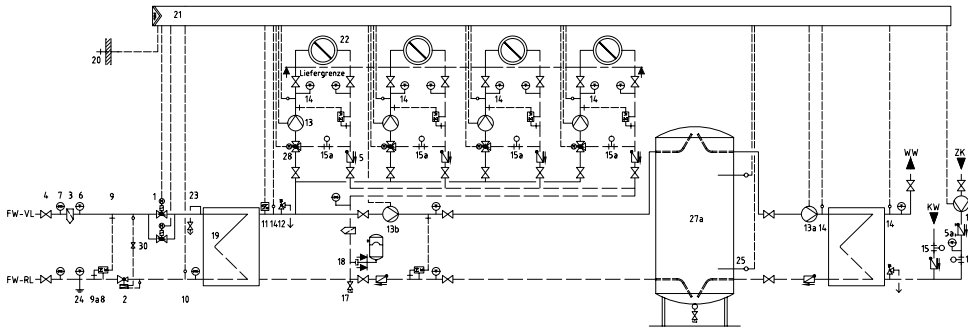 21
20
22
Liefergrenze
14 14 14 14
13
28 15a 5 15a 15a 15a
WW ZK
KW
4 7 6 3 9 1 23
FW-VL
19
11 14 12
13b
27a
13a 14 14
5a
15 1
30
18
25
FW-RL
24 9a 8 2 10
17